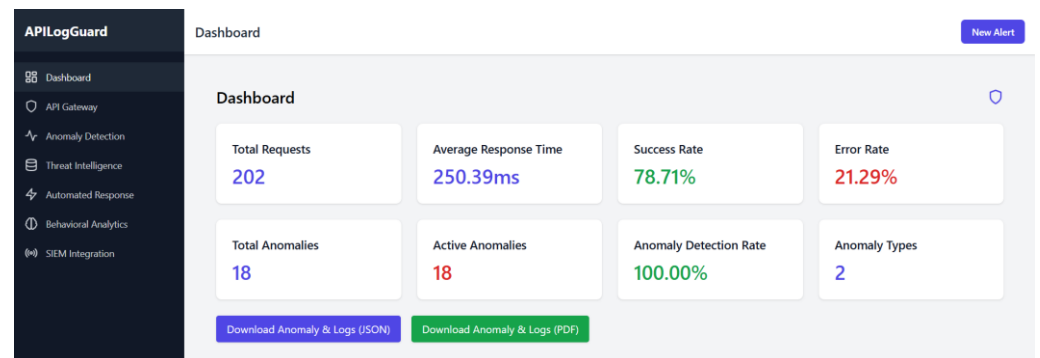 APILogGuard
Dashboard
API Gateway
Anomaly Detection
Threat Intelligence
Automated Response
Behavioral Analytics
SIEM Integration
Dashboard
New Alert
Dashboard
Total Requests
202
Average Response Time
250.39ms
Success Rate
78.71%
Error Rate
21.29%
Total Anomalies
18
Active Anomalies
18
Anomaly Detection Rate
100.00%
Anomaly Types
2
Download Anomaly & Logs (JSON)
Download Anomaly & Logs (PDF)